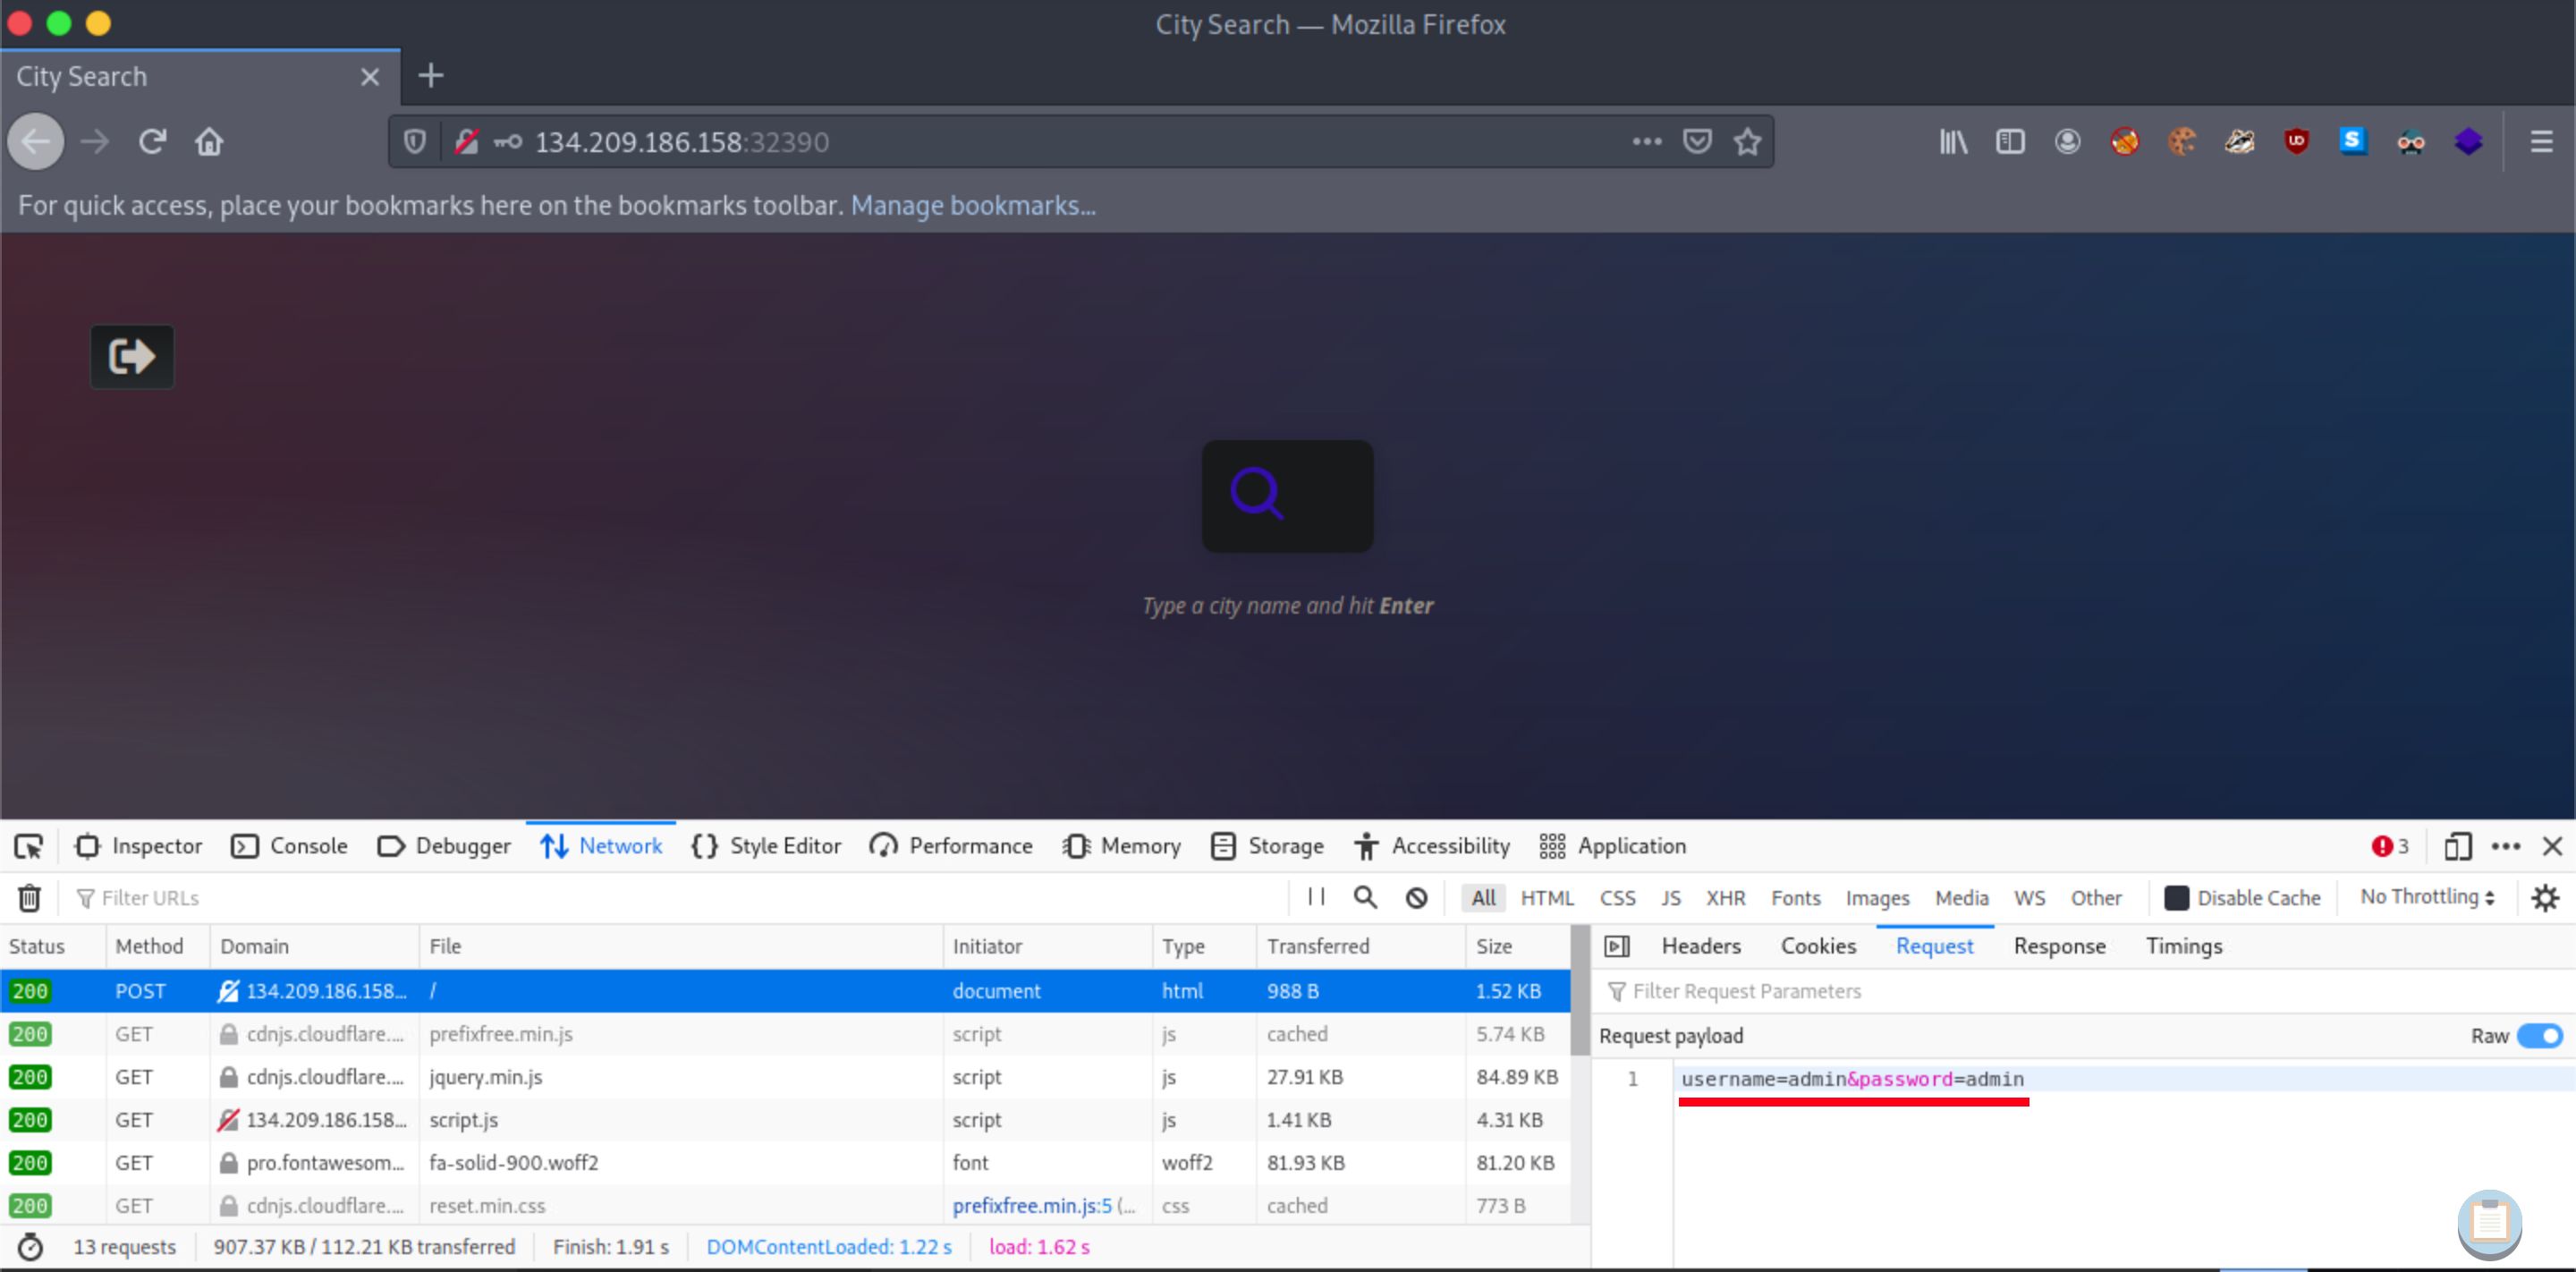 City Search — Mozilla Firefox
City Search
134.209.186.158:32390
For quick access, place your bookmarks here on the bookmarks toolbar. Manage bookmarks...
Type a city name and hit Enter
Inspector Console Debugger Network Style Editor Performance Memory Storage Accessibility Application 3
Filter URLs All HTML CSS JS XHR Fonts Images Media WS Other Disable Cache No Throttling
Status Method Domain File Initiator Type Transferred Size
200 POST 134.209.186.158... / document html 988 B 1.52 KB
200 GET cdnjs.cloudflare.... prefixfree.min.js script js cached 5.74 KB
200 GET cdnjs.cloudflare.... jquery.min.js script js 27.91 KB 84.89 KB
200 GET 134.209.186.158... script.js script js 1.41 KB 4.31 KB
200 GET pro.fontawesom... fa-solid-900.woff2 font woff2 81.93 KB 81.20 KB
200 GET cdnjs.cloudflare.... reset.min.css prefixfree.min.js:5 (... css cached 773 B
13 requests 907.37 KB / 112.21 KB transferred Finish: 1.91 s DOMContentLoaded: 1.22 s load: 1.62 s
Headers Cookies Request Response Timings
Filter Request Parameters
Request payload Raw
1 username=admin&password=admin